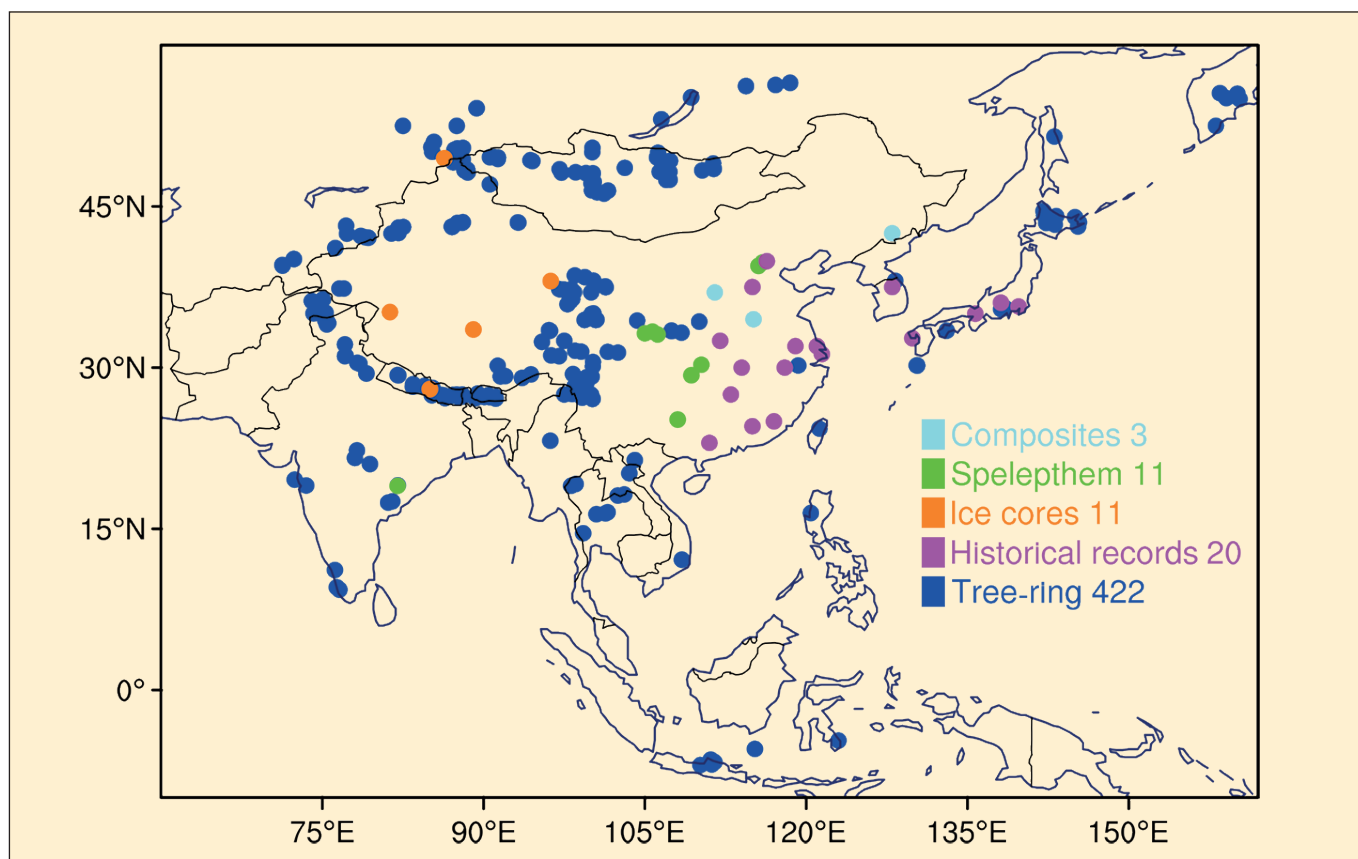 45°N
30°N
15°N
0°
Composites 3
Spelepthem 11
Ice cores 11
Historical records 20
Tree-ring 422
75°E 90°E 105°E 120°E 135°E 150°E